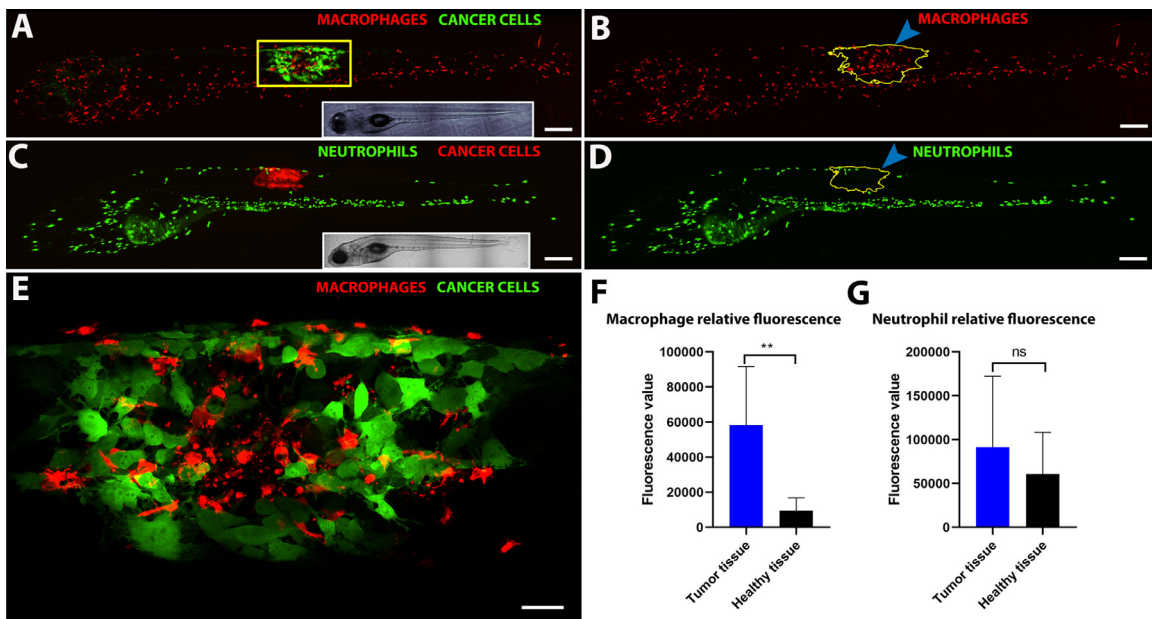 A
MACROPHAGES CANCER CELLS
B
MACROPHAGES
C
NEUTROPHILS CANCER CELLS
D
NEUTROPHILS
E
MACROPHAGES CANCER CELLS
F
Macrophage relative fluorescence
Fluorescence value
100000
80000
60000
40000
20000
0
**
Tumor tissue
Healthy tissue
G
Neutrophil relative fluorescence
Fluorescence value
200000
150000
100000
50000
0
ns
Tumor tissue
Healthy tissue